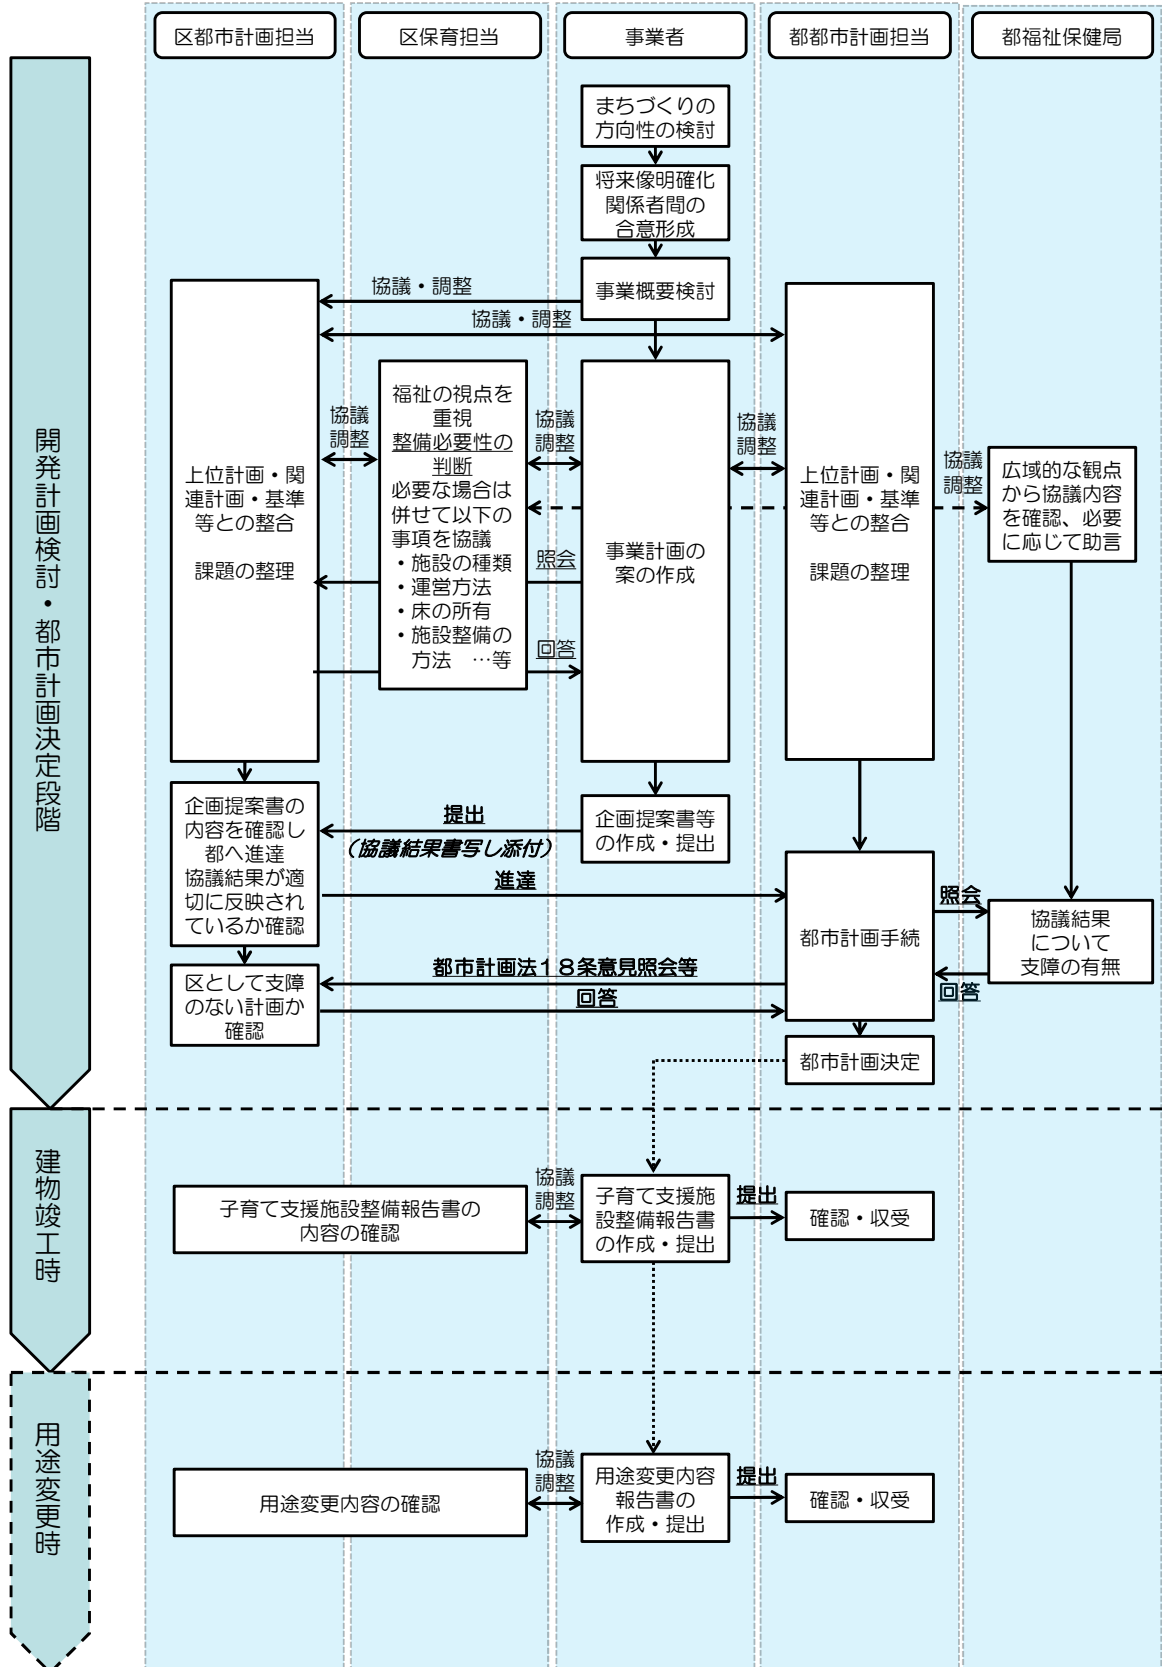 区都市計画担当
区保育担当
事業者
都都市計画担当
都福祉保健局
開発計画検討・都市計画決定段階
まちづくりの
方向性の検討
将来像明確化
関係者間の
合意形成
事業概要検討
協議・調整
協議・調整
上位計画・関
連計画・基準
等との整合
課題の整理
協議
調整
福祉の視点を
重視
整備必要性の
判断
必要な場合は
併せて以下の
事項を協議
・施設の種類
・運営方法
・床の所有
・施設整備の
方法　…等
協議
調整
照会
回答
事業計画の
案の作成
協議
調整
上位計画・関
連計画・基準
等との整合
課題の整理
協議
調整
広域的な観点
から協議内容
を確認、必要
に応じて助言
企画提案書の
内容を確認し
都へ進達
協議結果が適
切に反映され
ているか確認
提出
（協議結果書写し添付）
企画提案書等
の作成・提出
進達
都市計画手続
照会
協議結果
について
支障の有無
回答
都市計画法１８条意見照会等
回答
区として支障
のない計画か
確認
都市計画決定
建物竣工時
子育て支援施設整備報告書の
内容の確認
協議
調整
子育て支援施
設整備報告書
の作成・提出
提出
確認・収受
用途変更時
用途変更内容の確認
協議
調整
用途変更内容
報告書の
作成・提出
提出
確認・収受